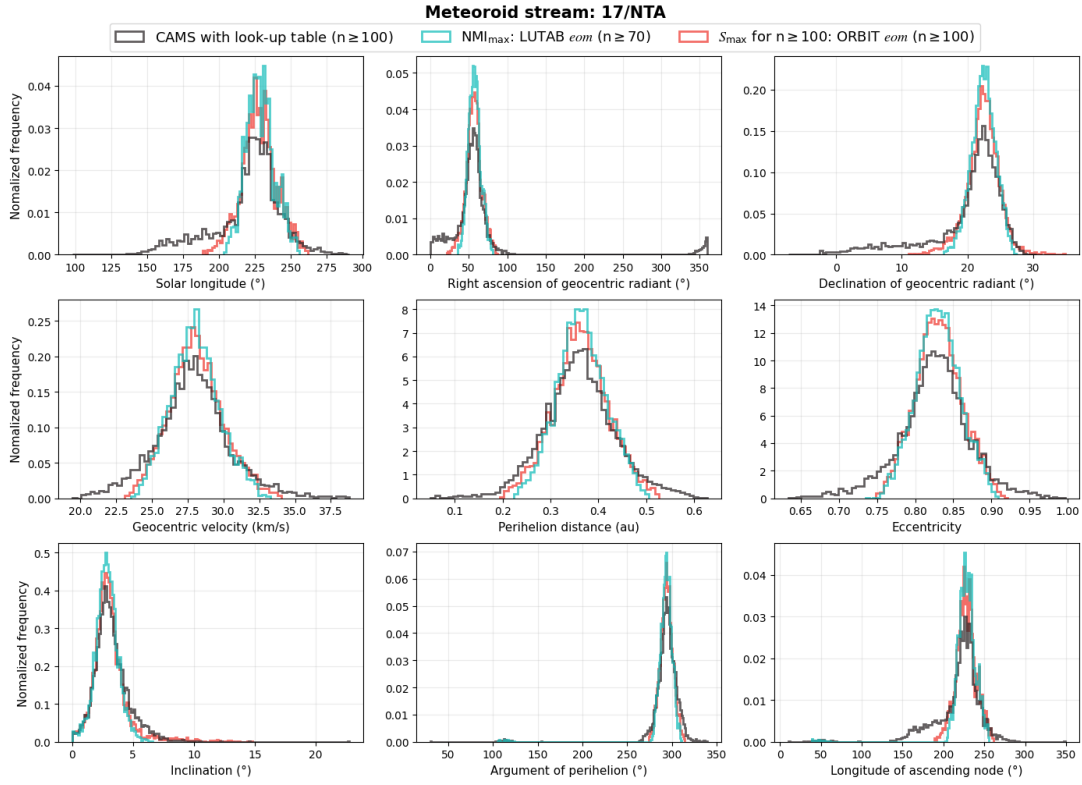 Meteoroid stream: 17/NTA
CAMS with look-up table (n ≥ 100)
NMImax: LUTAB eom (n ≥ 70)
Smax for n ≥ 100: ORBIT eom (n ≥ 100)
Nomalized frequency
0.04
0.03
0.02
0.01
0.00
100 125 150 175 200 225 250 275 300
Solar longitude (°)
0.05
0.04
0.03
0.02
0.01
0.00
0 50 100 150 200 250 300 350
Right ascension of geocentric radiant (°)
0.20
0.15
0.10
0.05
0.00
0 10 20 30
Declination of geocentric radiant (°)
Nomalized frequency
0.25
0.20
0.15
0.10
0.05
0.00
20.0 22.5 25.0 27.5 30.0 32.5 35.0 37.5
Geocentric velocity (km/s)
8
7
6
5
4
3
2
1
0
0.1 0.2 0.3 0.4 0.5 0.6
Perihelion distance (au)
14
12
10
8
6
4
2
0
0.65 0.70 0.75 0.80 0.85 0.90 0.95 1.00
Eccentricity
Nomalized frequency
0.5
0.4
0.3
0.2
0.1
0.0
0 5 10 15 20
Inclination (°)
0.07
0.06
0.05
0.04
0.03
0.02
0.01
0.00
50 100 150 200 250 300 350
Argument of perihelion (°)
0.04
0.03
0.02
0.01
0.00
0 50 100 150 200 250 300 350
Longitude of ascending node (°)